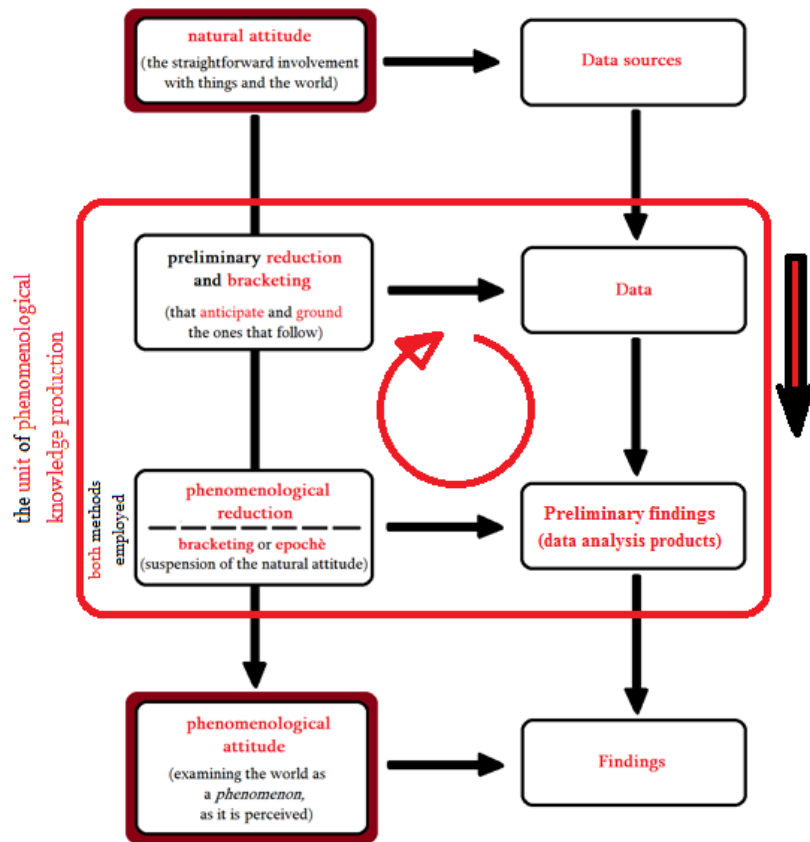 natural attitude
(the straightforward involvement
with things and the world)
Data sources
the unit of phenomenological
knowledge production
preliminary reduction
and bracketing
(that anticipate and ground
the ones that follow)
Data
both methods
employed
phenomenological
reduction
bracketing or epochè
(suspension of the natural attitude)
Preliminary findings
(data analysis products)
phenomenological
attitude
(examining the world as
a phenomenon,
as it is perceived)
Findings